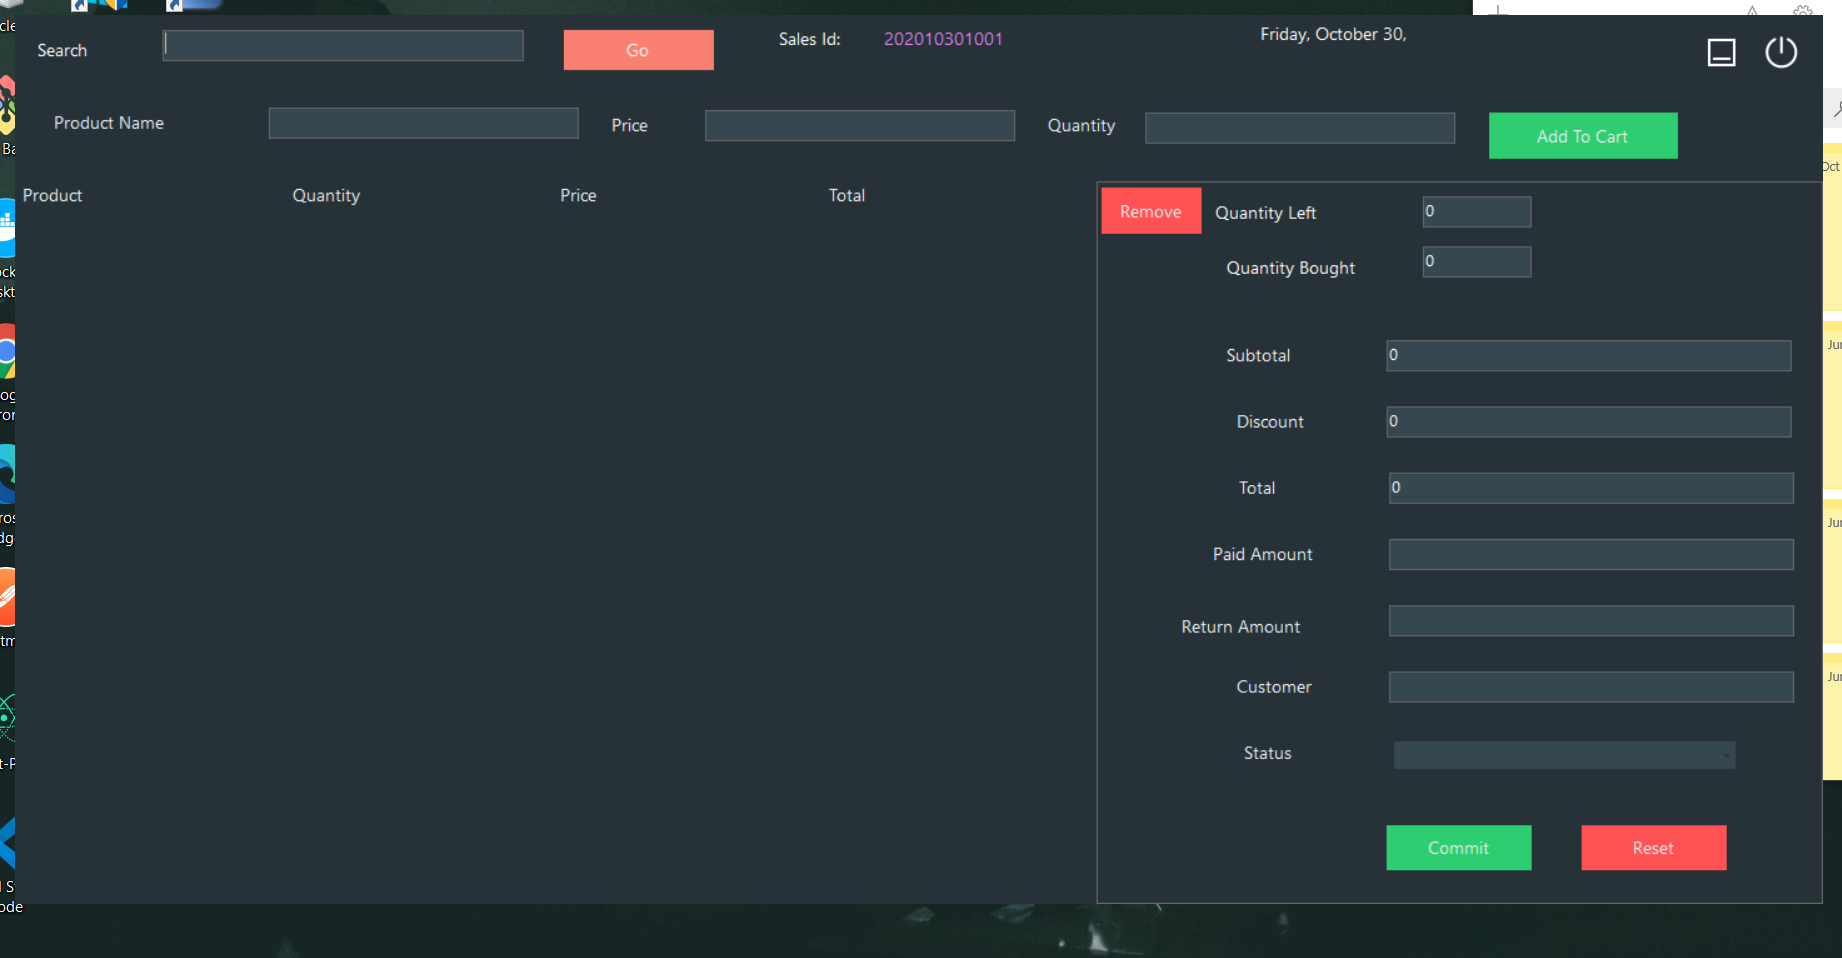 Search
Go
Sales Id:
202010301001
Friday, October 30,
Product Name
Price
Quantity
Add To Cart
Product
Quantity
Price
Total
Remove
Quantity Left
0
Quantity Bought
0
Subtotal
0
Discount
0
Total
0
Paid Amount
Return Amount
Customer
Status
Commit
Reset
Oct